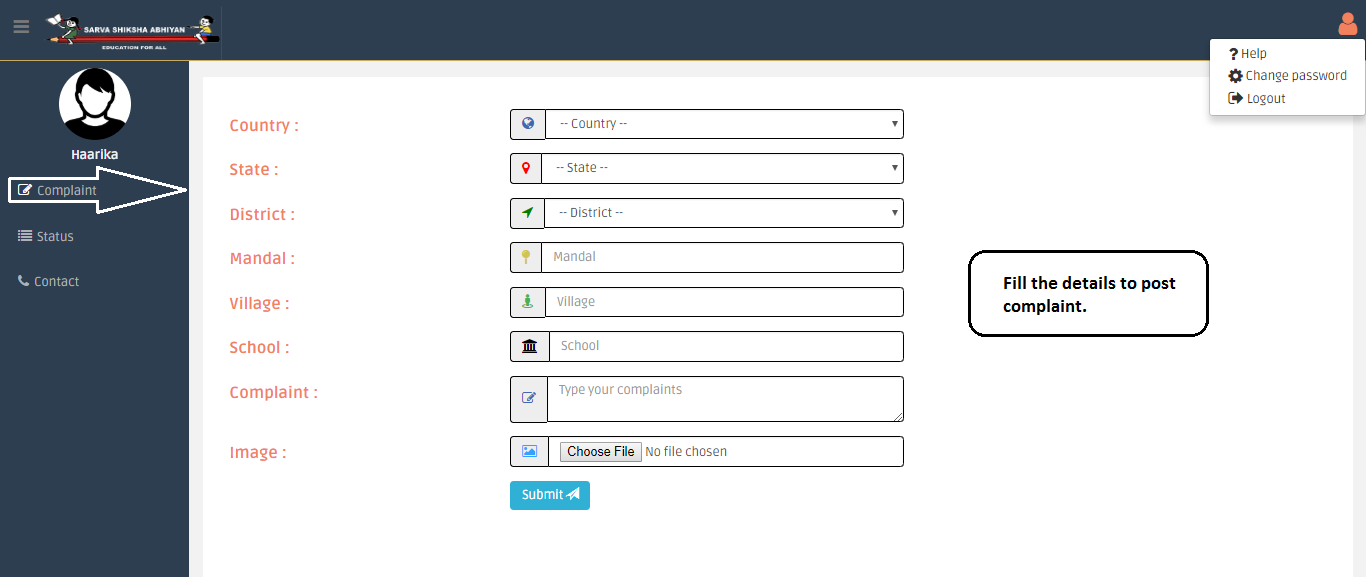 SARVA SHIKSHA ABHIYAN
EDUCATION FOR ALL
Help
Change password
Logout
Haarika
Complaint
Status
Contact
Country :
-- Country --
State :
-- State --
District :
-- District --
Mandal :
Mandal
Village :
Village
School :
School
Complaint :
Type your complaints
Image :
Choose File No file chosen
Submit
Fill the details to post
complaint.